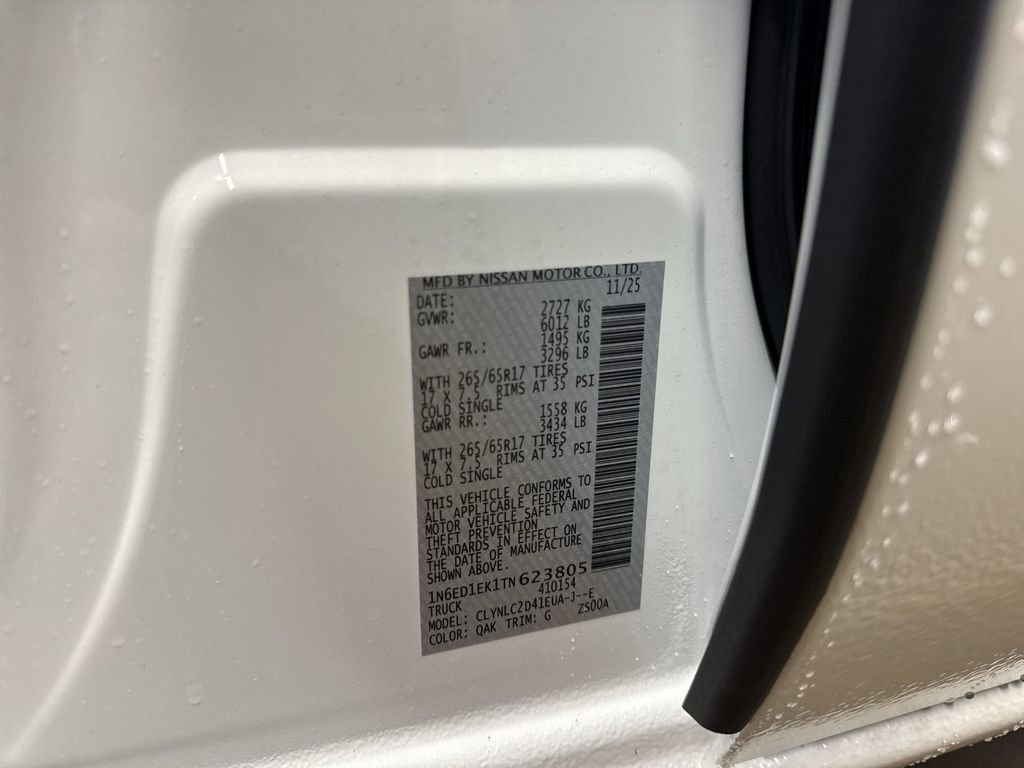 MFD BY NISSAN MOTOR CO., LTD.
DATE: 11/25
GVWR: 2727 KG
6012 LB
GAWR FR.: 1495 KG
3296 LB
WITH 265/65R17 TIRES
17 X 7.5 RIMS AT 35 PSI
COLD SINGLE
GAWR RR.: 1558 KG
3434 LB
WITH 265/65R17 TIRES
17 X 7.5 RIMS AT 35 PSI
COLD SINGLE
THIS VEHICLE CONFORMS TO
ALL APPLICABLE FEDERAL
MOTOR VEHICLE SAFETY AND
THEFT PREVENTION
STANDARDS IN EFFECT ON
THE DATE OF MANUFACTURE
SHOWN ABOVE.
1N6ED1EK1TN623805
TRUCK 410154
MODEL: CLYNLC2D41EUA-J--E
COLOR: QAK TRIM: G ZS00A